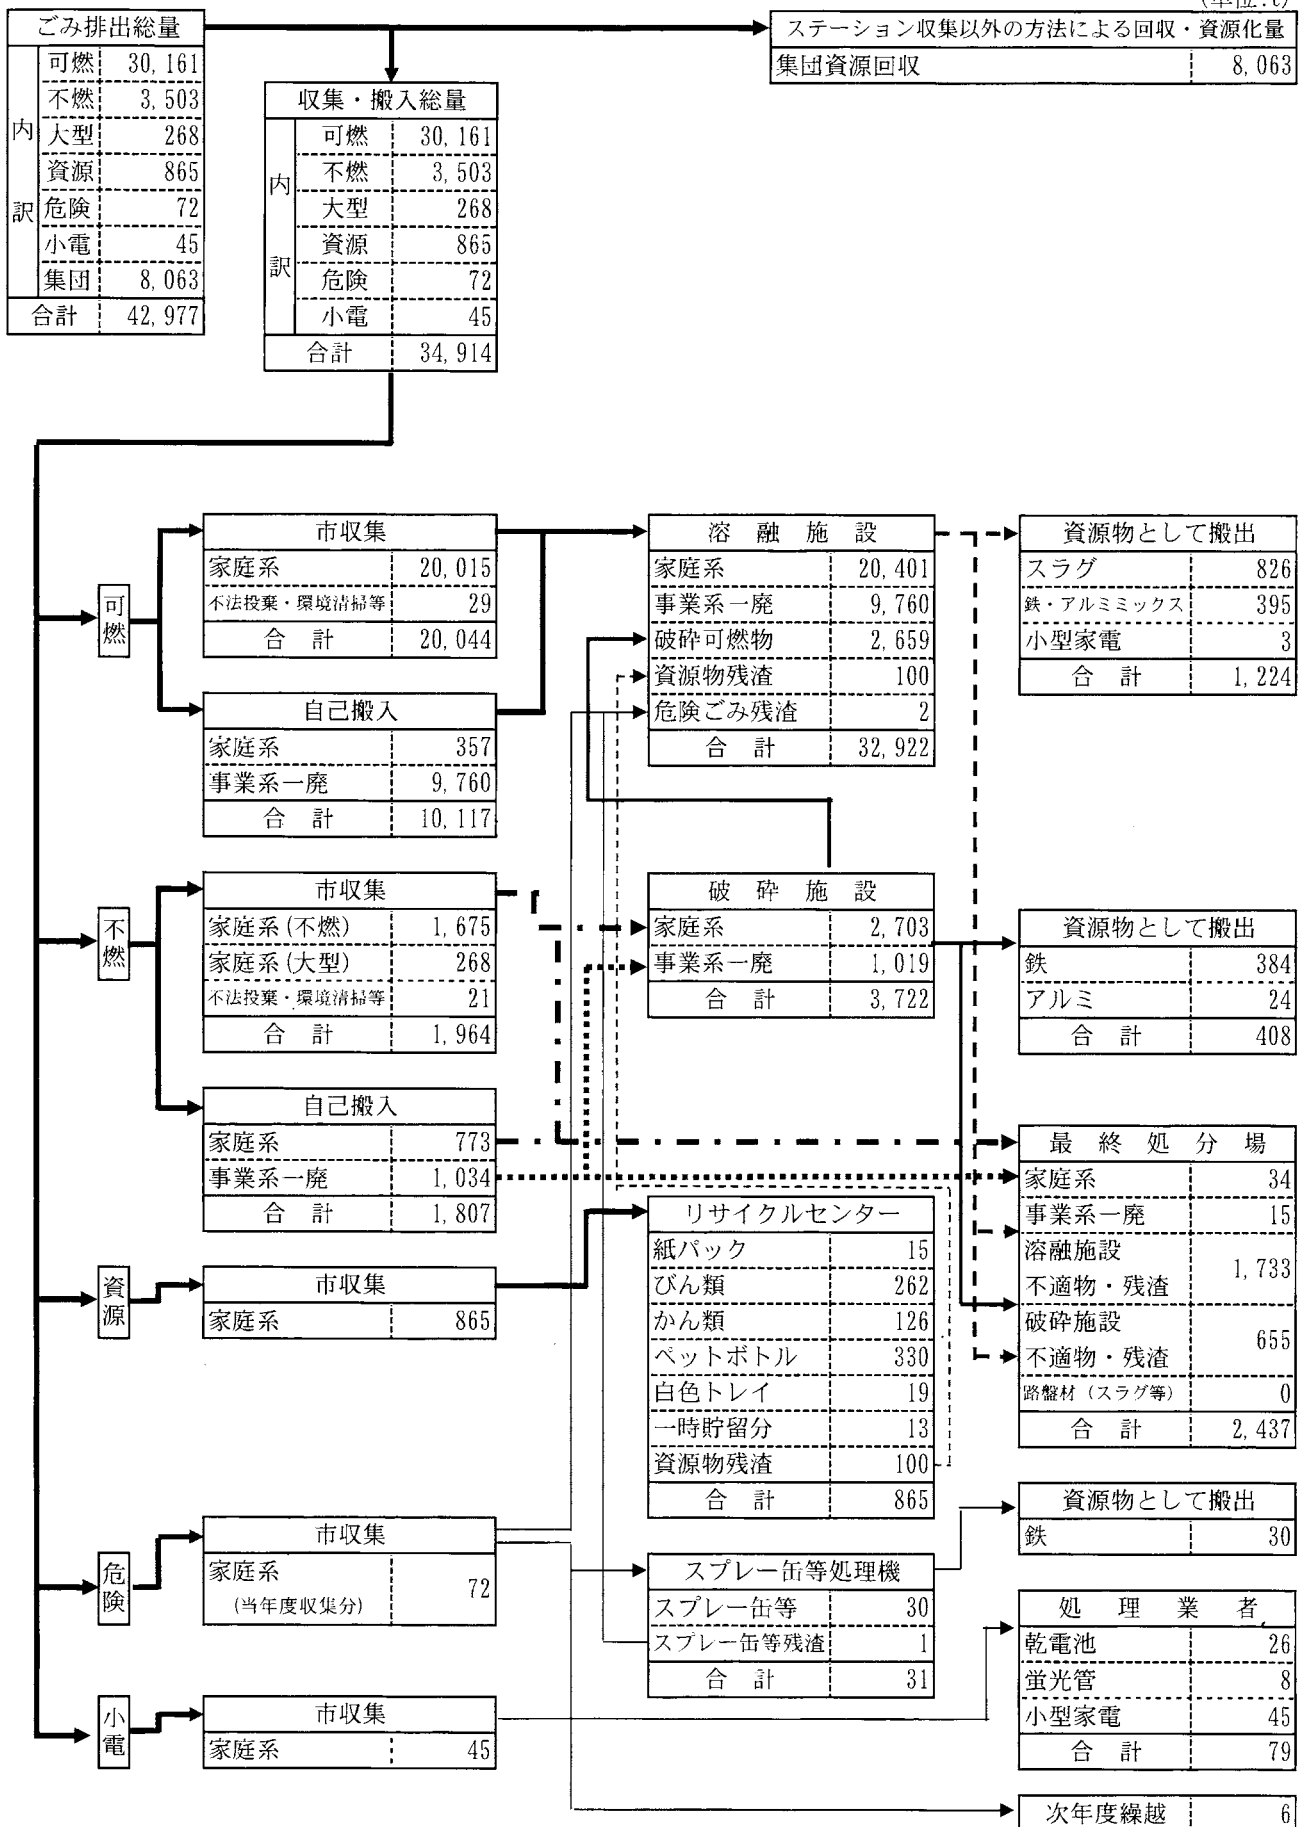 (単位:t)
ごみ排出総量
内訳
可燃 30,161
不燃 3,503
大型 268
資源 865
危険 72
小電 45
集団 8,063
合計 42,977
ステーション収集以外の方法による回収・資源化量
集団資源回収 8,063
収集・搬入総量
内訳
可燃 30,161
不燃 3,503
大型 268
資源 865
危険 72
小電 45
合計 34,914
可燃
市収集
家庭系 20,015
不法投棄・環境清掃等 29
合計 20,044
自己搬入
家庭系 357
事業系一廃 9,760
合計 10,117
溶融施設
家庭系 20,401
事業系一廃 9,760
破砕可燃物 2,659
資源物残渣 100
危険ごみ残渣 2
合計 32,922
資源物として搬出
スラグ 826
鉄・アルミミックス 395
小型家電 3
合計 1,224
不燃
市収集
家庭系(不燃) 1,675
家庭系(大型) 268
不法投棄・環境清掃等 21
合計 1,964
自己搬入
家庭系 773
事業系一廃 1,034
合計 1,807
破砕施設
家庭系 2,703
事業系一廃 1,019
合計 3,722
資源物として搬出
鉄 384
アルミ 24
合計 408
最終処分場
家庭系 34
事業系一廃 15
溶融施設
不適物・残渣 1,733
破砕施設
不適物・残渣 655
路盤材(スラグ等) 0
合計 2,437
資源
市収集
家庭系 865
リサイクルセンター
紙パック 15
びん類 262
かん類 126
ペットボトル 330
白色トレイ 19
一時貯留分 13
資源物残渣 100
合計 865
危険
市収集
家庭系
(当年度収集分) 72
スプレー缶等処理機
スプレー缶等 30
スプレー缶等残渣 1
合計 31
資源物として搬出
鉄 30
処理業者
乾電池 26
蛍光管 8
小型家電 45
合計 79
小電
市収集
家庭系 45
次年度繰越 6